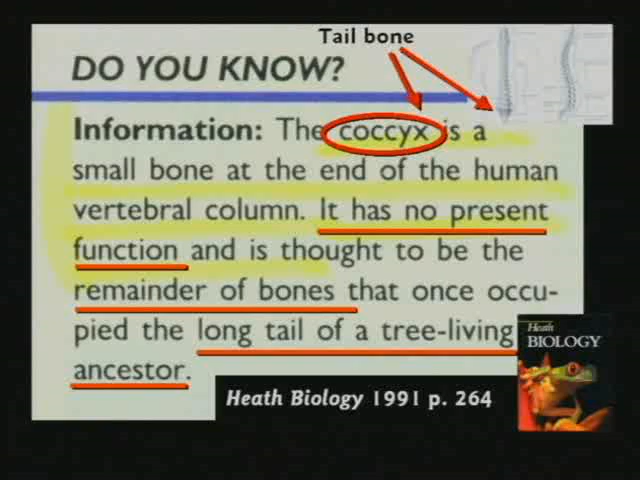 Tail bone
DO YOU KNOW?
Information: The coccyx is a
small bone at the end of the human
vertebral column. It has no present
function and is thought to be the
remainder of bones that once occu-
pied the long tail of a tree-living
ancestor.
Heath Biology 1991 p. 264
Heath
BIOLOGY